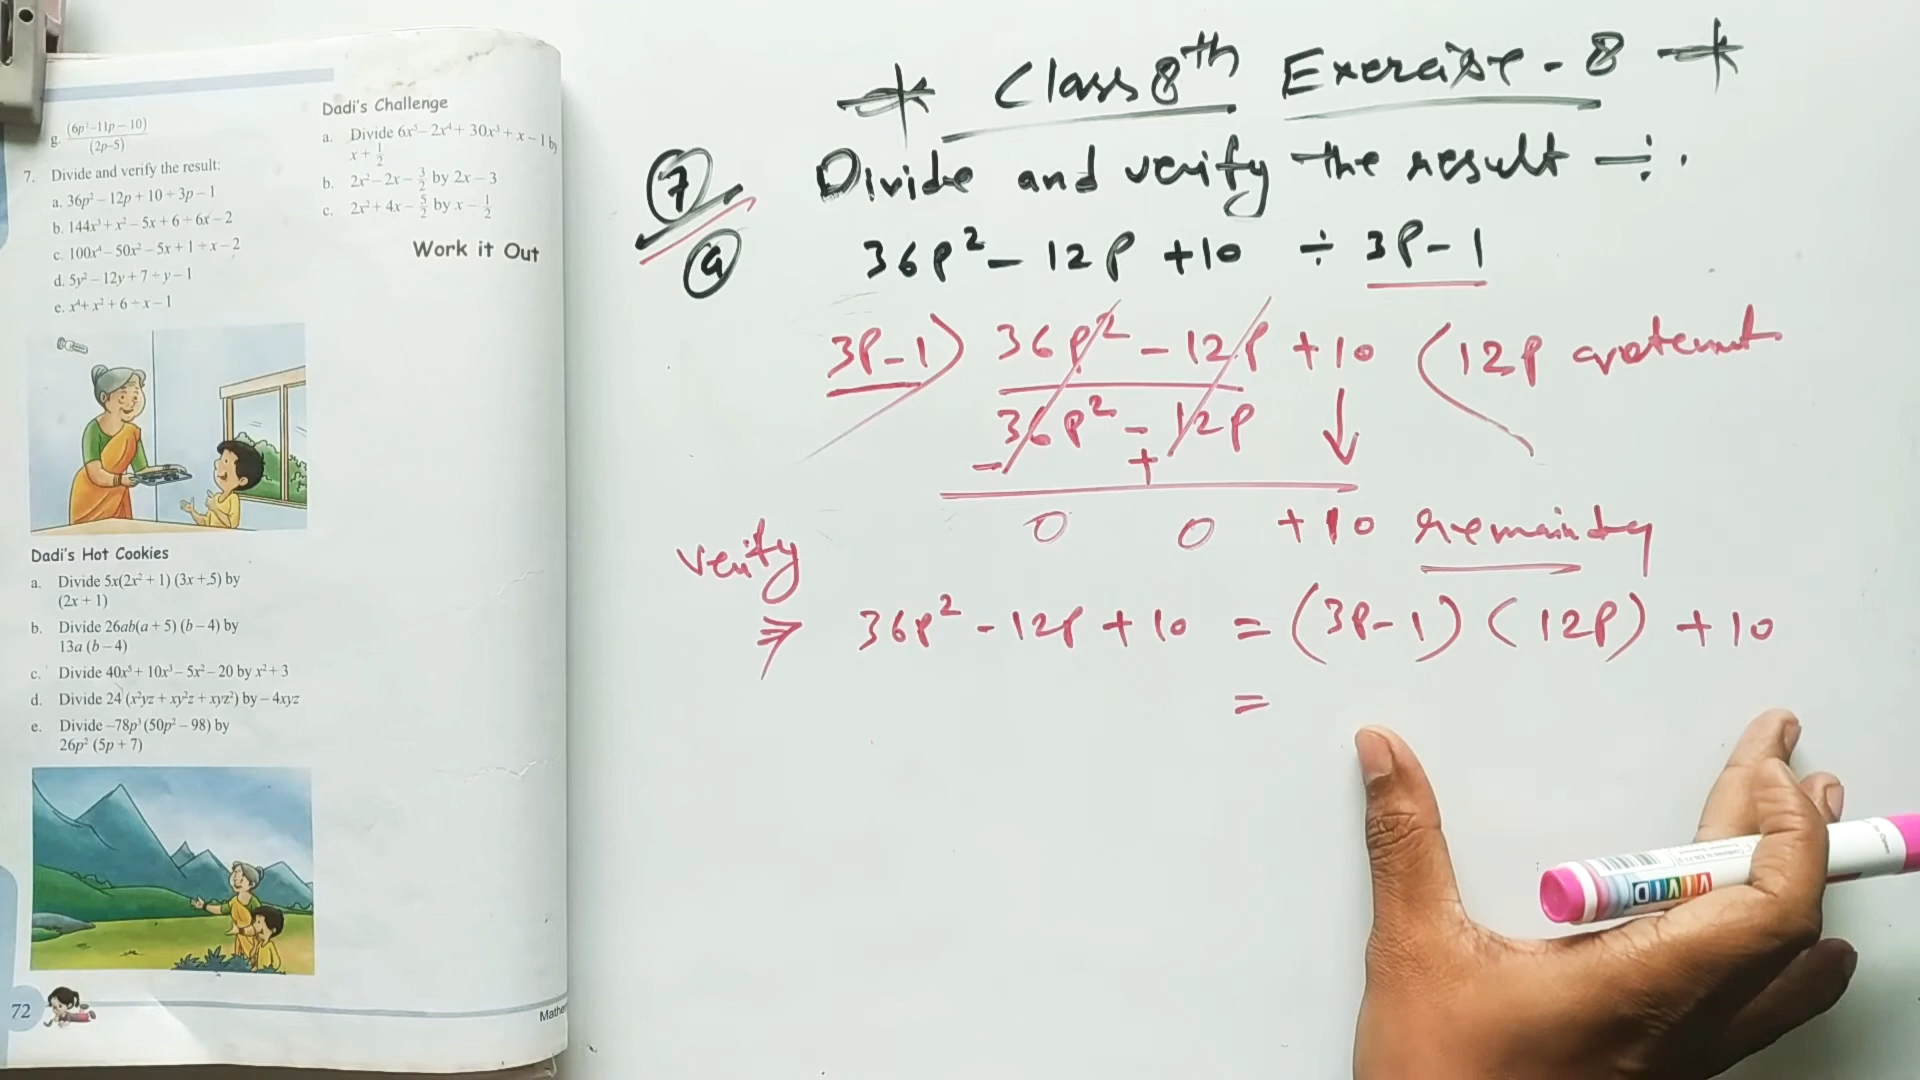 g. (6p²–11p – 10)
(2p–5)
7. Divide and verify the result:
a. 36p² – 12p + 10 ÷ 3p – 1
b. 144x³ + x² – 5x + 6 ÷ 6x – 2
c. 100x⁴ – 50x² – 5x + 1 ÷ x – 2
d. 5y² – 12y + 7 ÷ y – 1
e. x⁴ + x² + 6 ÷ x – 1
Dadi's Hot Cookies
a. Divide 5x(2x² + 1) (3x + 5) by
(2x + 1)
b. Divide 26ab(a + 5) (b – 4) by
13a (b – 4)
c. Divide 40x⁵ + 10x³ – 5x² – 20 by x² + 3
d. Divide 24 (x²yz + xy²z + xyz²) by – 4xyz
e. Divide –78p³ (50p² – 98) by
26p² (5p + 7)
72
Dadi's Challenge
a. Divide 6x⁵ – 2x⁴ + 30x³ + x – 1 by
x + 1/2
b. 2x² – 2x – 3/2 by 2x – 3
c. 2x² + 4x – 5/2 by x – 1/2
Work it Out
Class 8th Exercise - 8
7 Divide and verify the result ÷.
a 36p² - 12p + 10 ÷ 3p - 1
3p - 1) 36p² - 12p + 10 (12p
36p² - 12p
- +
0 0 + 10
verify
⇒ 36p² - 12p + 10 = (3p - 1) (12p) + 10
=
VIVID